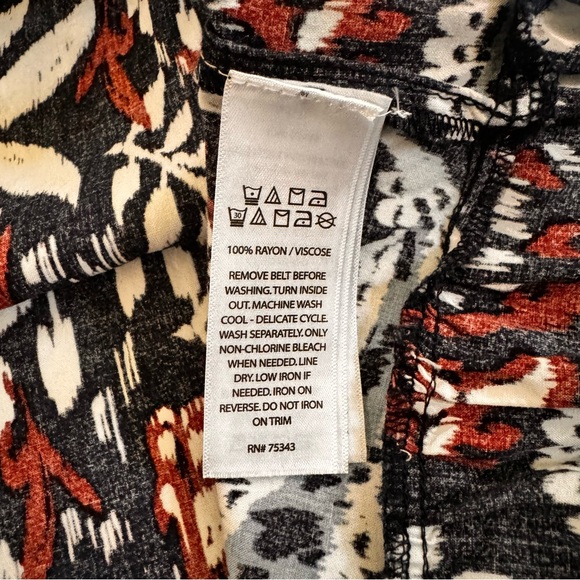 30
100% RAYON / VISCOSE
REMOVE BELT BEFORE
WASHING. TURN INSIDE
OUT. MACHINE WASH
COOL - DELICATE CYCLE.
WASH SEPARATELY. ONLY
NON-CHLORINE BLEACH
WHEN NEEDED. LINE
DRY. LOW IRON IF
NEEDED. IRON ON
REVERSE. DO NOT IRON
ON TRIM
RN# 75343